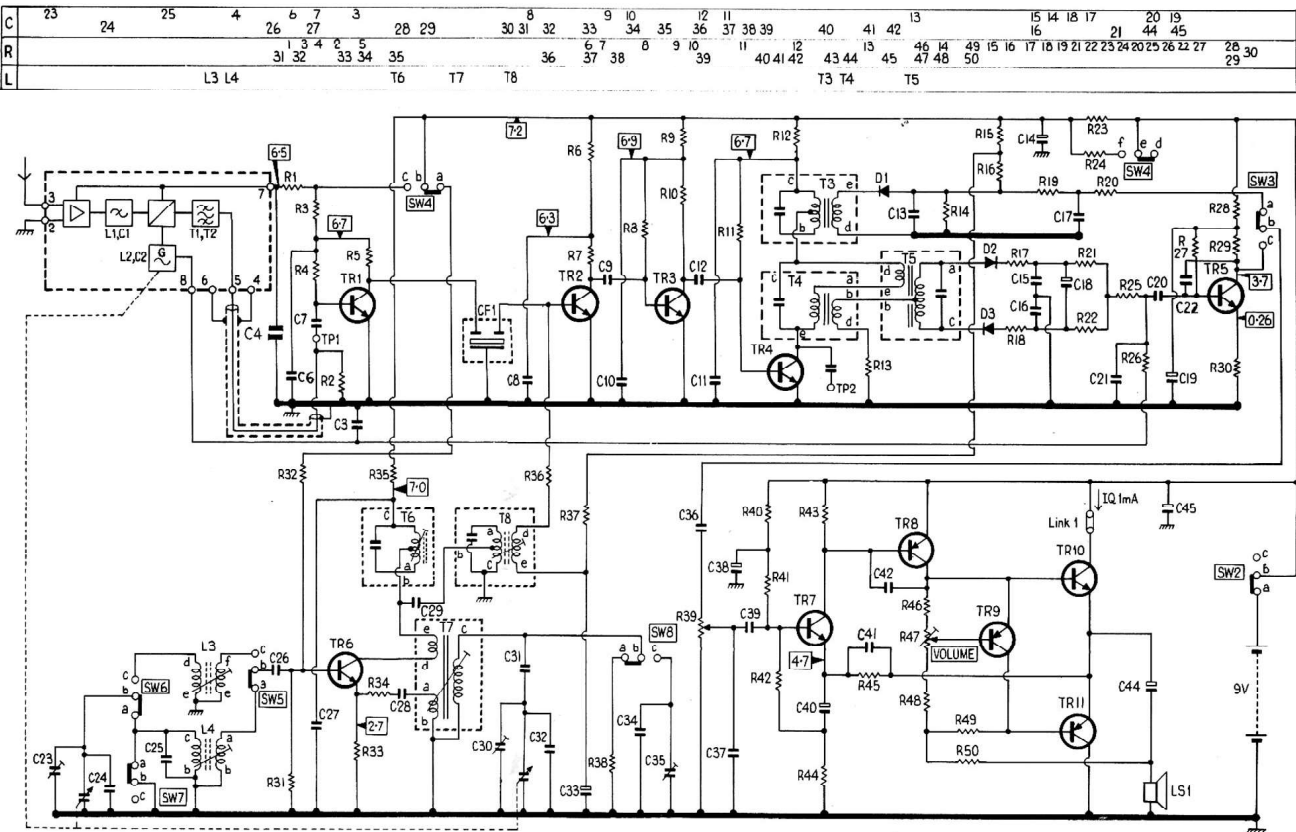 C
23 25 4 6 7 3 8 9 10 12 11 13 15 14 18 17 20 19
24 26 27 28 29 30 31 32 33 34 35 36 37 38 39 40 41 42 16 21 44 45
R
1 3 4 2 5 6 7 8 9 10 11 12 13 46 14 49 15 16 17 18 19 21 22 23 24 20 25 26 22 27 28 30
31 32 33 34 35 36 37 38 39 40 41 42 43 44 45 47 48 50 29
L
L3 L4 T6 T7 T8 T3 T4 T5
7·2
6·5
R1
c b a
SW4
3
2
7
L1,C1
T1,T2
L2,C2
G
8 6 5 4
R3
6·7
R4
R5
TR1
C7
TP1
C4
C6
R2
C3
CF1
6·3
R6
R7
TR2
C9
C8
6·9
R8
R9
R10
TR3
C10
C12
6·7
R11
C11
R12
T3
c
b
e
d
D1
C13
R14
R15
R16
C14
R23
R24
f e d
SW4
R19
R20
C17
SW3
a
b
c
R28
R29
R 27
TR5
3·7
0·26
R30
T4
c
e
a
b
d
T5
d
e
b
a
c
D2
D3
R17
R18
C15
C16
C18
R21
R22
R25
C20
C22
R26
C21
C19
TR4
TP2
R13
R32
R35
7·0
R36
R37
T6
c
a
b
T8
a
b
c
d
e
C29
C36
R40
R41
C38
R43
TR8
C42
R46
R47
VOLUME
TR9
Link 1
IQ 1mA
TR10
C45
c
b
a
SW2
9V
L3
d
e
f
c
b
a
SW5
C26
SW6
c
b
a
L4
c
b
a
b
C25
C23
C24
a
b
c
SW7
R31
TR6
R34
C28
2·7
R33
C27
T7
e
d
a
b
c
C30
C31
C32
C33
a b c
SW8
R38
C34
C35
R39
C39
C37
R42
TR7
4·7
C41
R45
C40
R44
R48
R49
R50
TR11
C44
LS1